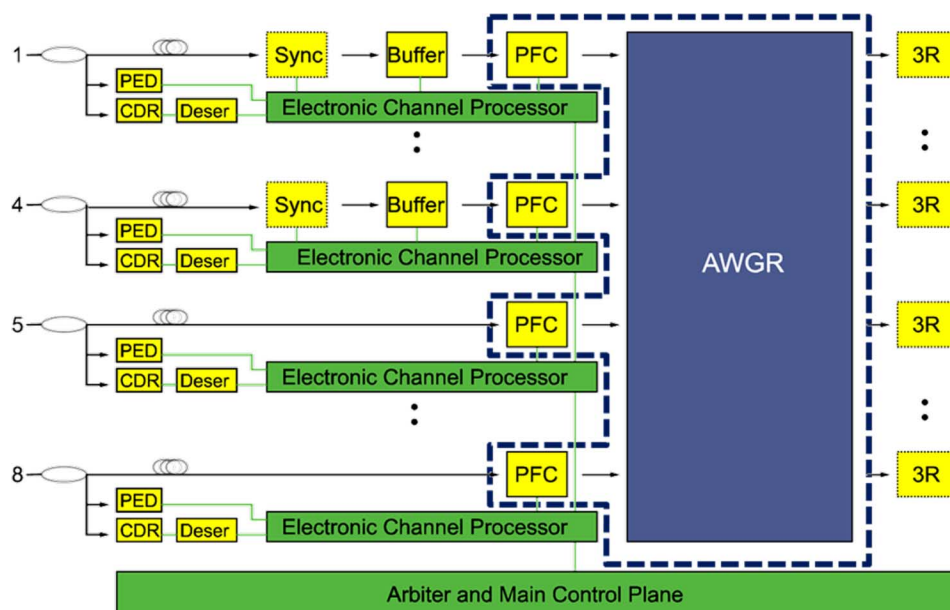 1
Sync
Buffer
PFC
3R
PED
CDR
Deser
Electronic Channel Processor
4
Sync
Buffer
PFC
3R
PED
CDR
Deser
Electronic Channel Processor
AWGR
5
PFC
3R
PED
CDR
Deser
Electronic Channel Processor
8
PFC
3R
PED
CDR
Deser
Electronic Channel Processor
Arbiter and Main Control Plane